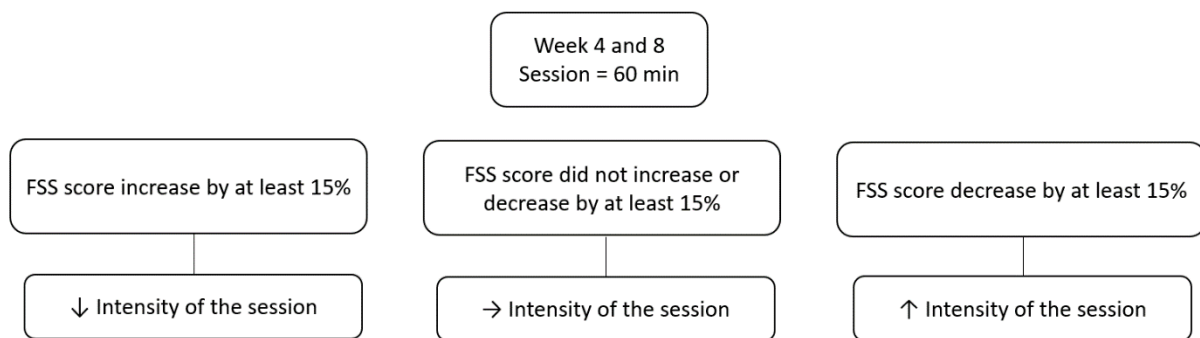 Week 4 and 8
Session = 60 min
FSS score increase by at least 15%
FSS score did not increase or
decrease by at least 15%
FSS score decrease by at least 15%
↓ Intensity of the session
→ Intensity of the session
↑ Intensity of the session